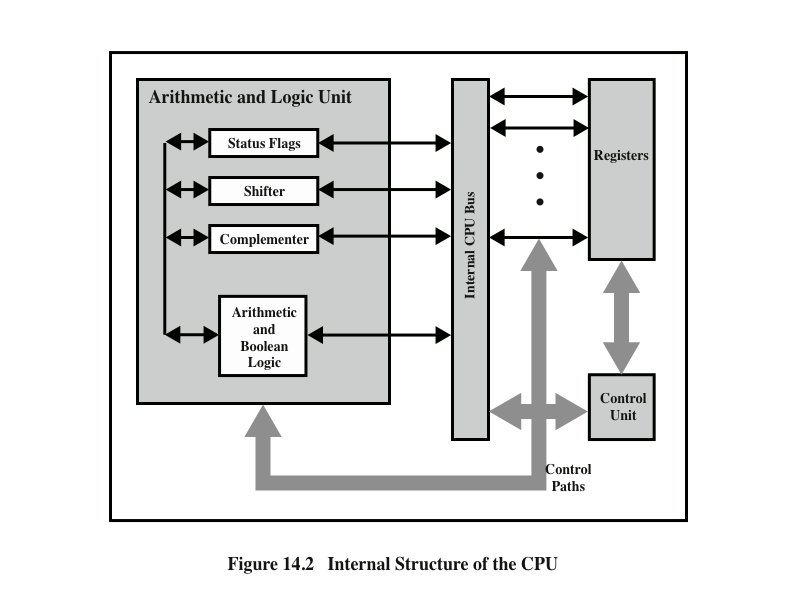 Arithmetic and Logic Unit
Status Flags
Shifter
Complementer
Arithmetic
and
Boolean
Logic
Internal CPU Bus
Registers
Control
Unit
Control
Paths
Figure 14.2 Internal Structure of the CPU